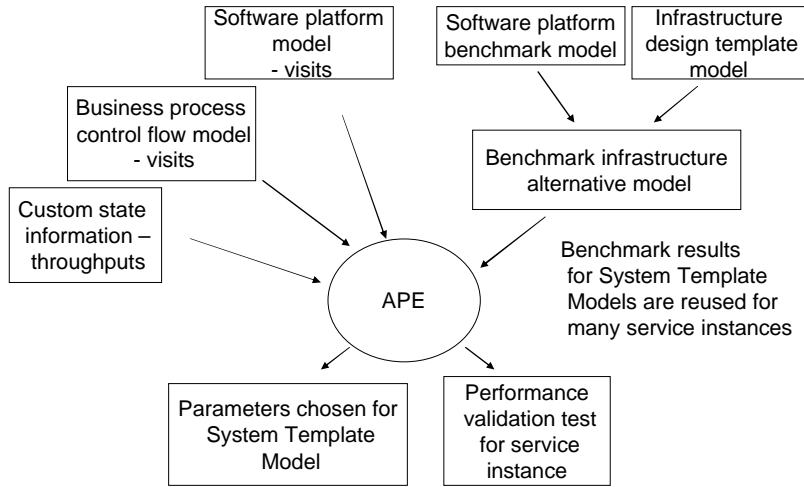 Software platform
model
- visits
Software platform
benchmark model
Infrastructure
design template
model
Business process
control flow model
- visits
Benchmark infrastructure
alternative model
Custom state
information –
throughputs
Benchmark results
for System Template
Models are reused for
many service instances
APE
Parameters chosen for
System Template
Model
Performance
validation test
for service
instance